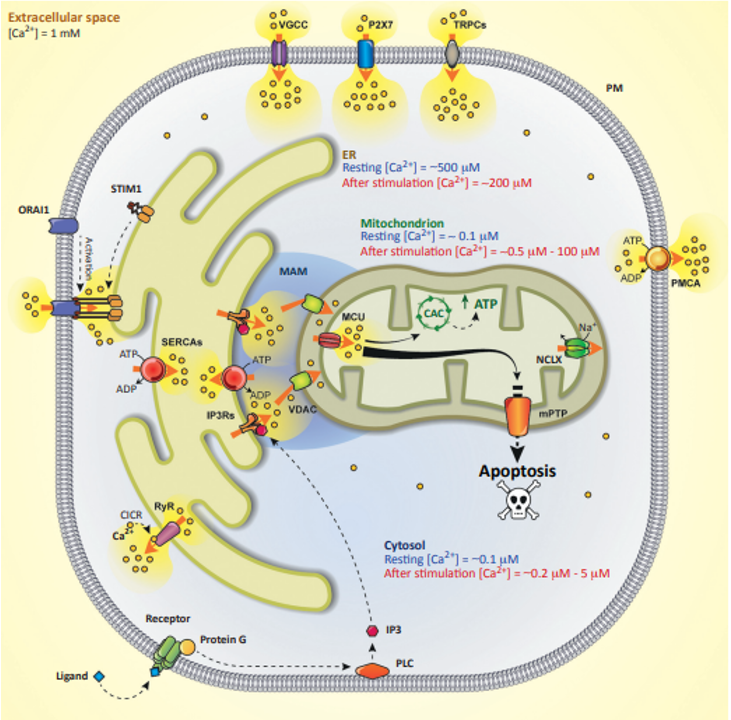 Extracellular space
[Ca²⁺] = 1 mM
VGCC
P2X7
TRPCs
PM
ER
Resting [Ca²⁺] = ~500 µM
After stimulation [Ca²⁺] = ~200 µM
STIM1
ORAI1
Activation
Mitochondrion
Resting [Ca²⁺] = ~ 0.1 µM
After stimulation [Ca²⁺] = ~0.5 µM - 100 µM
ATP
ADP
PMCA
MAM
MCU
CAC
ATP
Na⁺
NCLX
SERCAs
ATP
ADP
ATP
ADP
IP3Rs
VDAC
mPTP
Apoptosis
CICR
RyR
Ca²⁺
Cytosol
Resting [Ca²⁺] = ~0.1 µM
After stimulation [Ca²⁺] = ~0.2 µM - 5 µM
Receptor
Protein G
IP3
PLC
Ligand